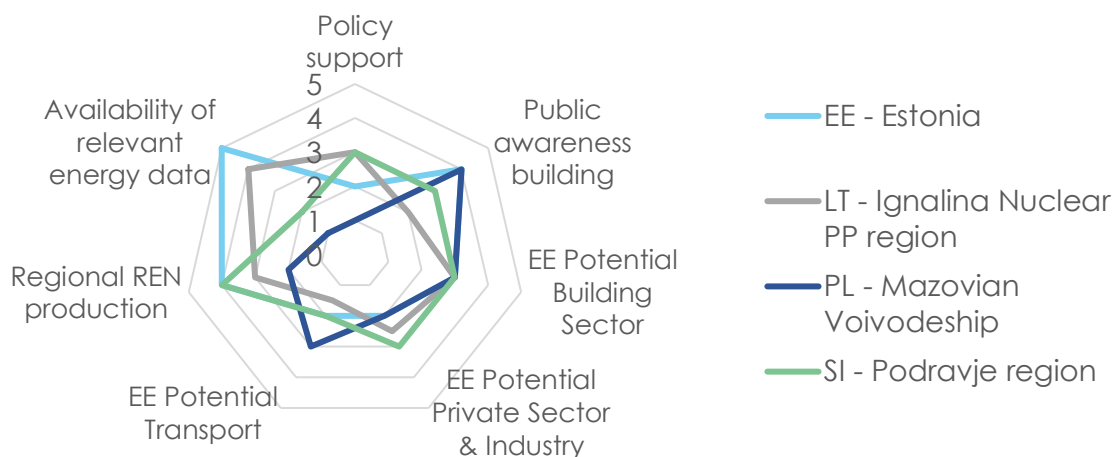 Policy
support
Public
awareness
building
EE Potential
Building
Sector
EE Potential
Private Sector
& Industry
EE Potential
Transport
Regional REN
production
Availability of
relevant
energy data
5
4
3
2
1
0
EE - Estonia
LT - Ignalina Nuclear
PP region
PL - Mazovian
Voivodeship
SI - Podravje region